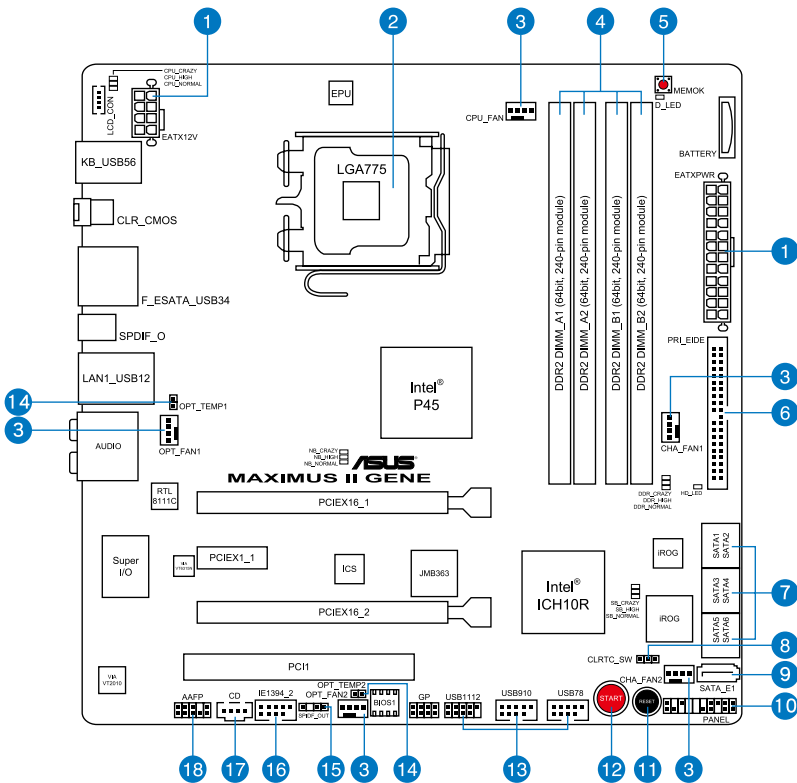 1
2
3
4
5
CPU_CRAZY
CPU_HIGH
CPU_NORMAL
LCD_CON
EATX12V
EPU
CPU_FAN
MEMOK
D_LED
BATTERY
KB_USB56
LGA775
EATXPWR
CLR_CMOS
1
DDR2 DIMM_A1 (64bit, 240-pin module)
DDR2 DIMM_A2 (64bit, 240-pin module)
DDR2 DIMM_B1 (64bit, 240-pin module)
DDR2 DIMM_B2 (64bit, 240-pin module)
F_ESATA_USB34
SPDIF_O
PRI_EIDE
LAN1_USB12
Intel®
P45
3
14
OPT_TEMP1
6
3
AUDIO
OPT_FAN1
CHA_FAN1
NB_CRAZY
NB_HIGH
NB_NORMAL
ASUS
MAXIMUS II GENE
RTL
8111C
PCIEX16_1
DDR_CRAZY
DDR_HIGH
DDR_NORMAL
HD_LED
Super
I/O
VIA
PCIEX1_1
ICS
JMB363
Intel®
ICH10R
iROG
SATA1
SATA2
SATA3
SATA4
7
SB_CRAZY
SB_HIGH
SB_NORMAL
PCIEX16_2
iROG
SATA5
SATA6
8
CLRTC_SW
PCI1
VIA
VT2010
CHA_FAN2
SATA_E1
9
OPT_TEMP2
OPT_FAN2
AAFP
CD
IE1394_2
SPIDF_OUT
BIOS1
GP
USB1112
USB910
USB78
START
RESET
PANEL
10
18
17
16
15
3
14
13
12
11
3